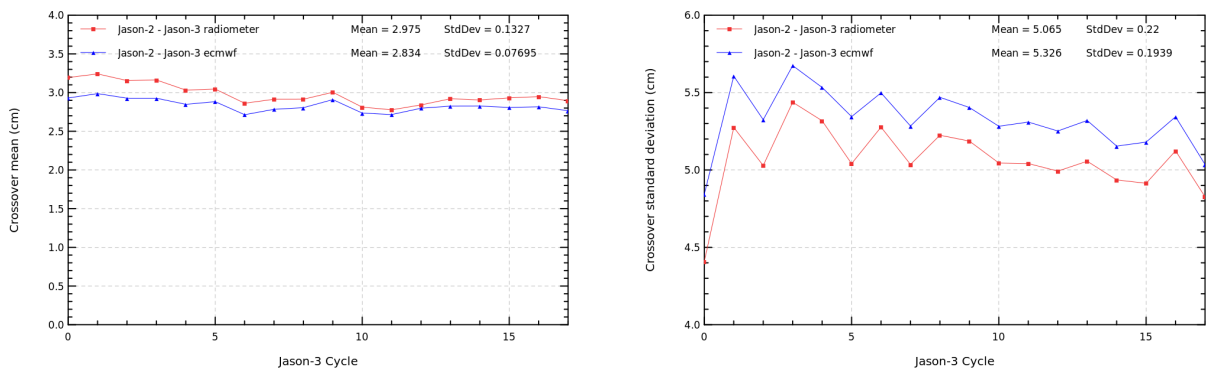 4.0
Jason-2 - Jason-3 radiometer Mean = 2.975 StdDev = 0.1327
Jason-2 - Jason-3 ecmwf Mean = 2.834 StdDev = 0.07695
3.5
3.0
2.5
2.0
1.5
1.0
0.5
0.0
Crossover mean (cm)
0 5 10 15
Jason-3 Cycle
6.0
Jason-2 - Jason-3 radiometer Mean = 5.065 StdDev = 0.22
Jason-2 - Jason-3 ecmwf Mean = 5.326 StdDev = 0.1939
5.5
5.0
4.5
4.0
Crossover standard deviation (cm)
0 5 10 15
Jason-3 Cycle